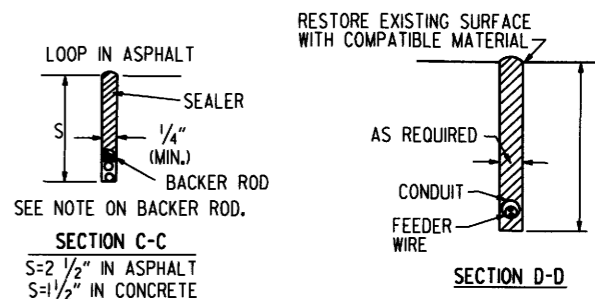 LOOP IN ASPHALT
SEALER
S
1/4"
(MIN.)
BACKER ROD
SEE NOTE ON BACKER ROD.
SECTION C-C
S=2 1/2" IN ASPHALT
S=1 1/2" IN CONCRETE
RESTORE EXISTING SURFACE
WITH COMPATIBLE MATERIAL
AS REQUIRED
CONDUIT
FEEDER
WIRE
SECTION D-D